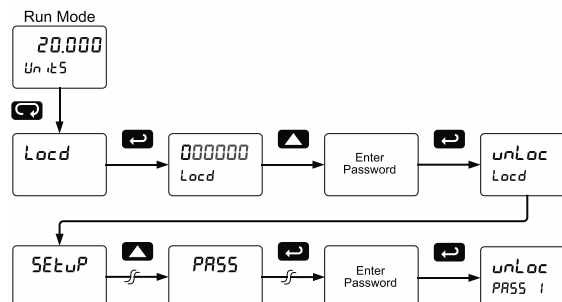 Run Mode
20.000
Units
Locd
000000
Locd
Enter
Password
unLoc
Locd
SEtuP
PASS
Enter
Password
unLoc
PASS 1